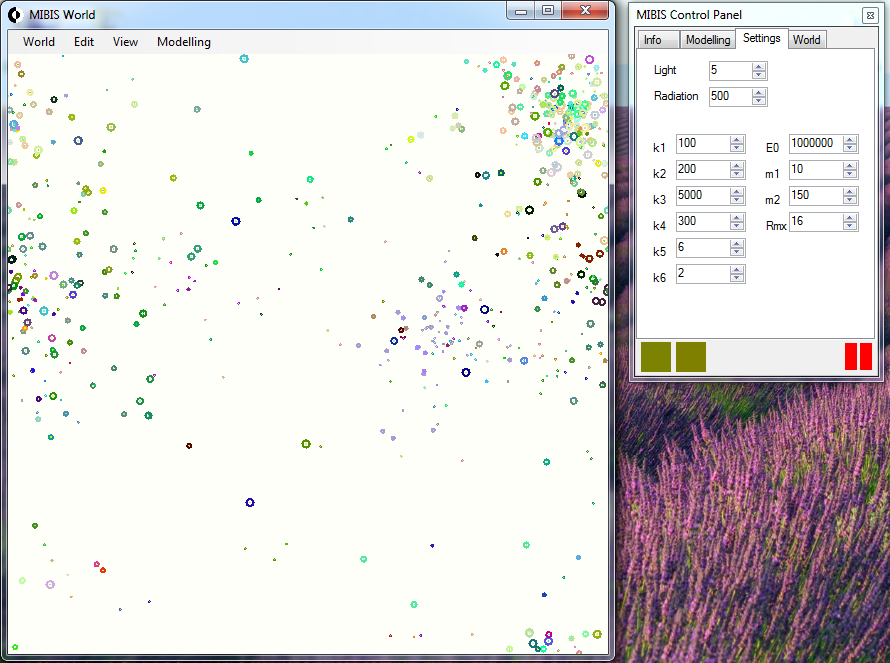 MIBIS World
World Edit View Modelling
MIBIS Control Panel
Info Modelling Settings World
Light 5
Radiation 500
k1 100 E0 1000000
k2 200 m1 10
k3 5000 m2 150
k4 300 Rmx 16
k5 6
k6 2